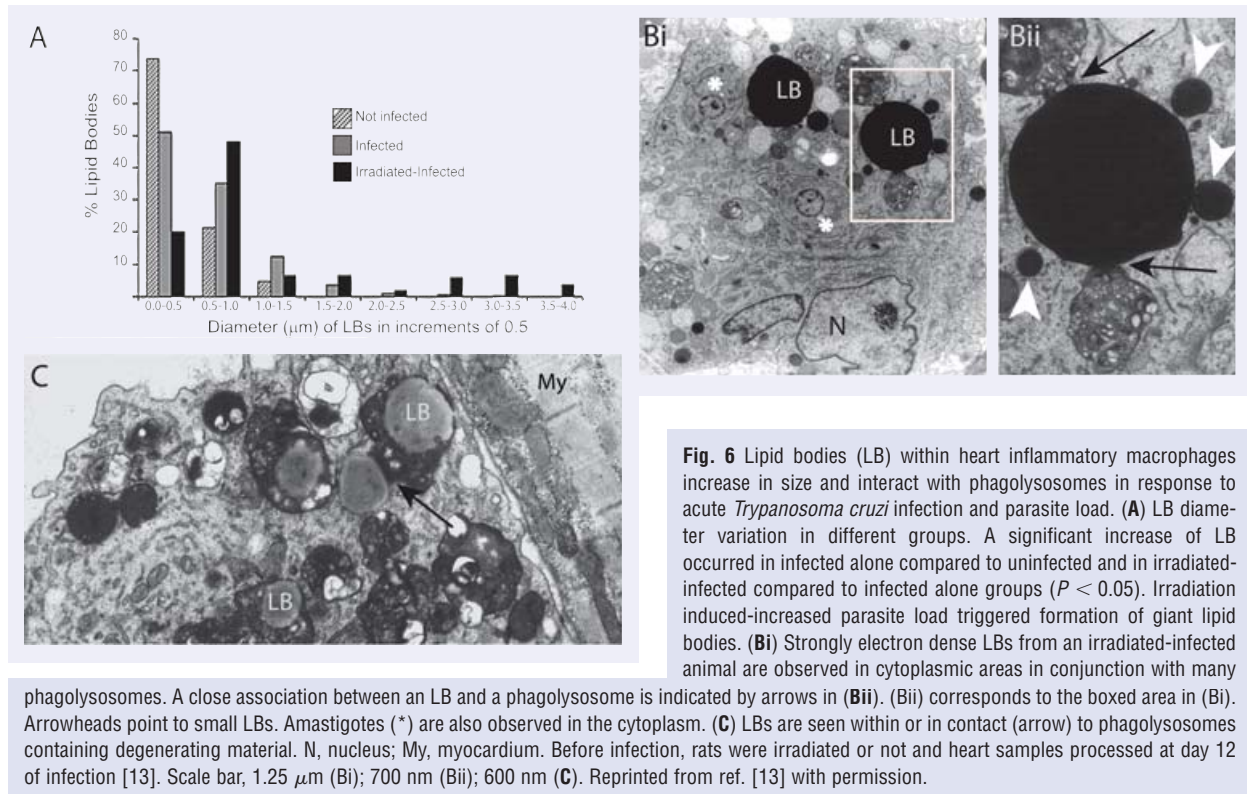 A
80
70
60
50
40
30
20
10
% Lipid Bodies
Not infected
Infected
Irradiated-Infected
0.0-0.5 0.5-1.0 1.0-1.5 1.5-2.0 2.0-2.5 2.5-3.0 3.0-3.5 3.5-4.0
Diameter (μm) of LBs in increments of 0.5
Bi
LB
LB
*
*
N
Bii
C
LB
My
LB
Fig. 6 Lipid bodies (LB) within heart inflammatory macrophages
increase in size and interact with phagolysosomes in response to
acute Trypanosoma cruzi infection and parasite load. (A) LB diame-
ter variation in different groups. A significant increase of LB
occurred in infected alone compared to uninfected and in irradiated-
infected compared to infected alone groups (P < 0.05). Irradiation
induced-increased parasite load triggered formation of giant lipid
bodies. (Bi) Strongly electron dense LBs from an irradiated-infected
animal are observed in cytoplasmic areas in conjunction with many
phagolysosomes. A close association between an LB and a phagolysosome is indicated by arrows in (Bii). (Bii) corresponds to the boxed area in (Bi).
Arrowheads point to small LBs. Amastigotes (*) are also observed in the cytoplasm. (C) LBs are seen within or in contact (arrow) to phagolysosomes
containing degenerating material. N, nucleus; My, myocardium. Before infection, rats were irradiated or not and heart samples processed at day 12
of infection [13]. Scale bar, 1.25 μm (Bi); 700 nm (Bii); 600 nm (C). Reprinted from ref. [13] with permission.